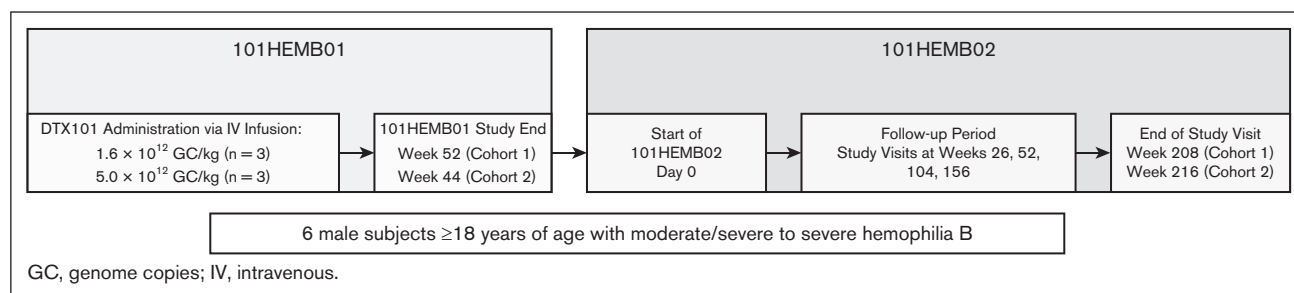 101HEMB01
DTX101 Administration via IV Infusion:
1.6 × 10¹² GC/kg (n = 3)
5.0 × 10¹² GC/kg (n = 3)
101HEMB01 Study End
Week 52 (Cohort 1)
Week 44 (Cohort 2)
101HEMB02
Start of
101HEMB02
Day 0
Follow-up Period
Study Visits at Weeks 26, 52,
104, 156
End of Study Visit
Week 208 (Cohort 1)
Week 216 (Cohort 2)
6 male subjects ≥18 years of age with moderate/severe to severe hemophilia B
GC, genome copies; IV, intravenous.